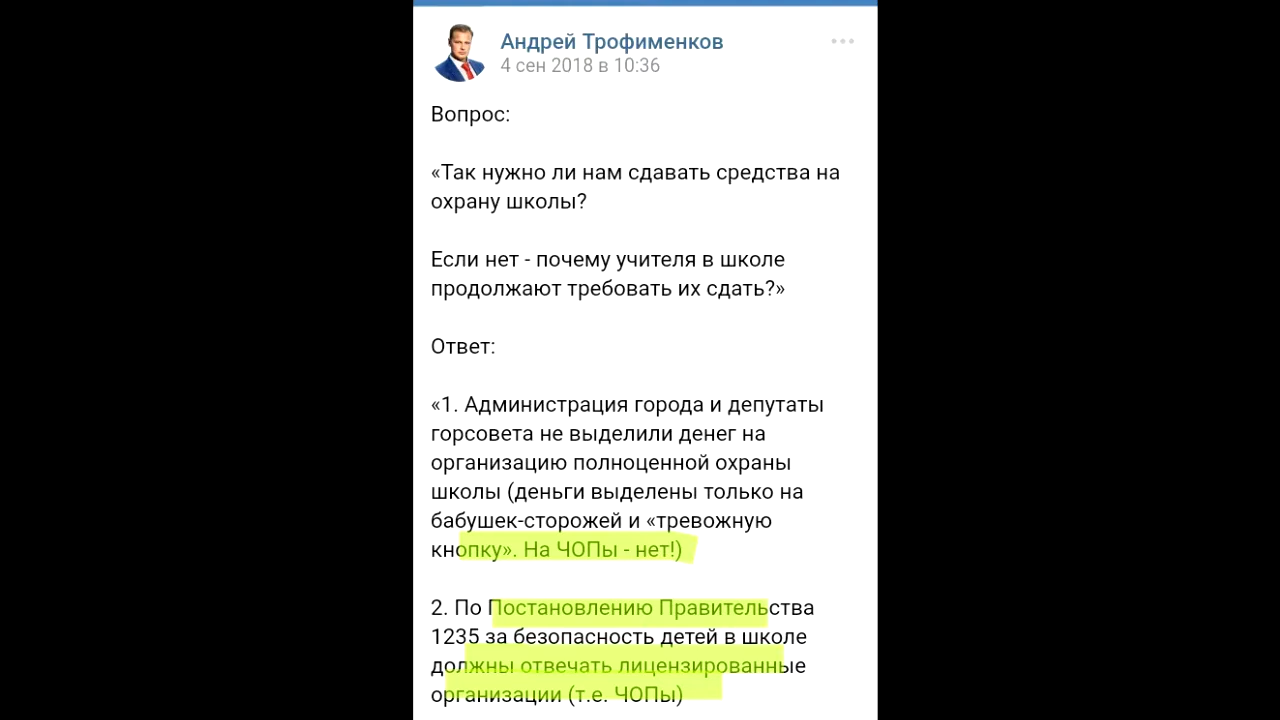 Андрей Трофименков
4 сен 2018 в 10:36
Вопрос:
«Так нужно ли нам сдавать средства на
охрану школы?
Если нет - почему учителя в школе
продолжают требовать их сдать?»
Ответ:
«1. Администрация города и депутаты
горсовета не выделили денег на
организацию полноценной охраны
школы (деньги выделены только на
бабушек-сторожей и «тревожную
кнопку». На ЧОПы - нет!)
2. По Постановлению Правительства
1235 за безопасность детей в школе
должны отвечать лицензированные
организации (т.е. ЧОПы)